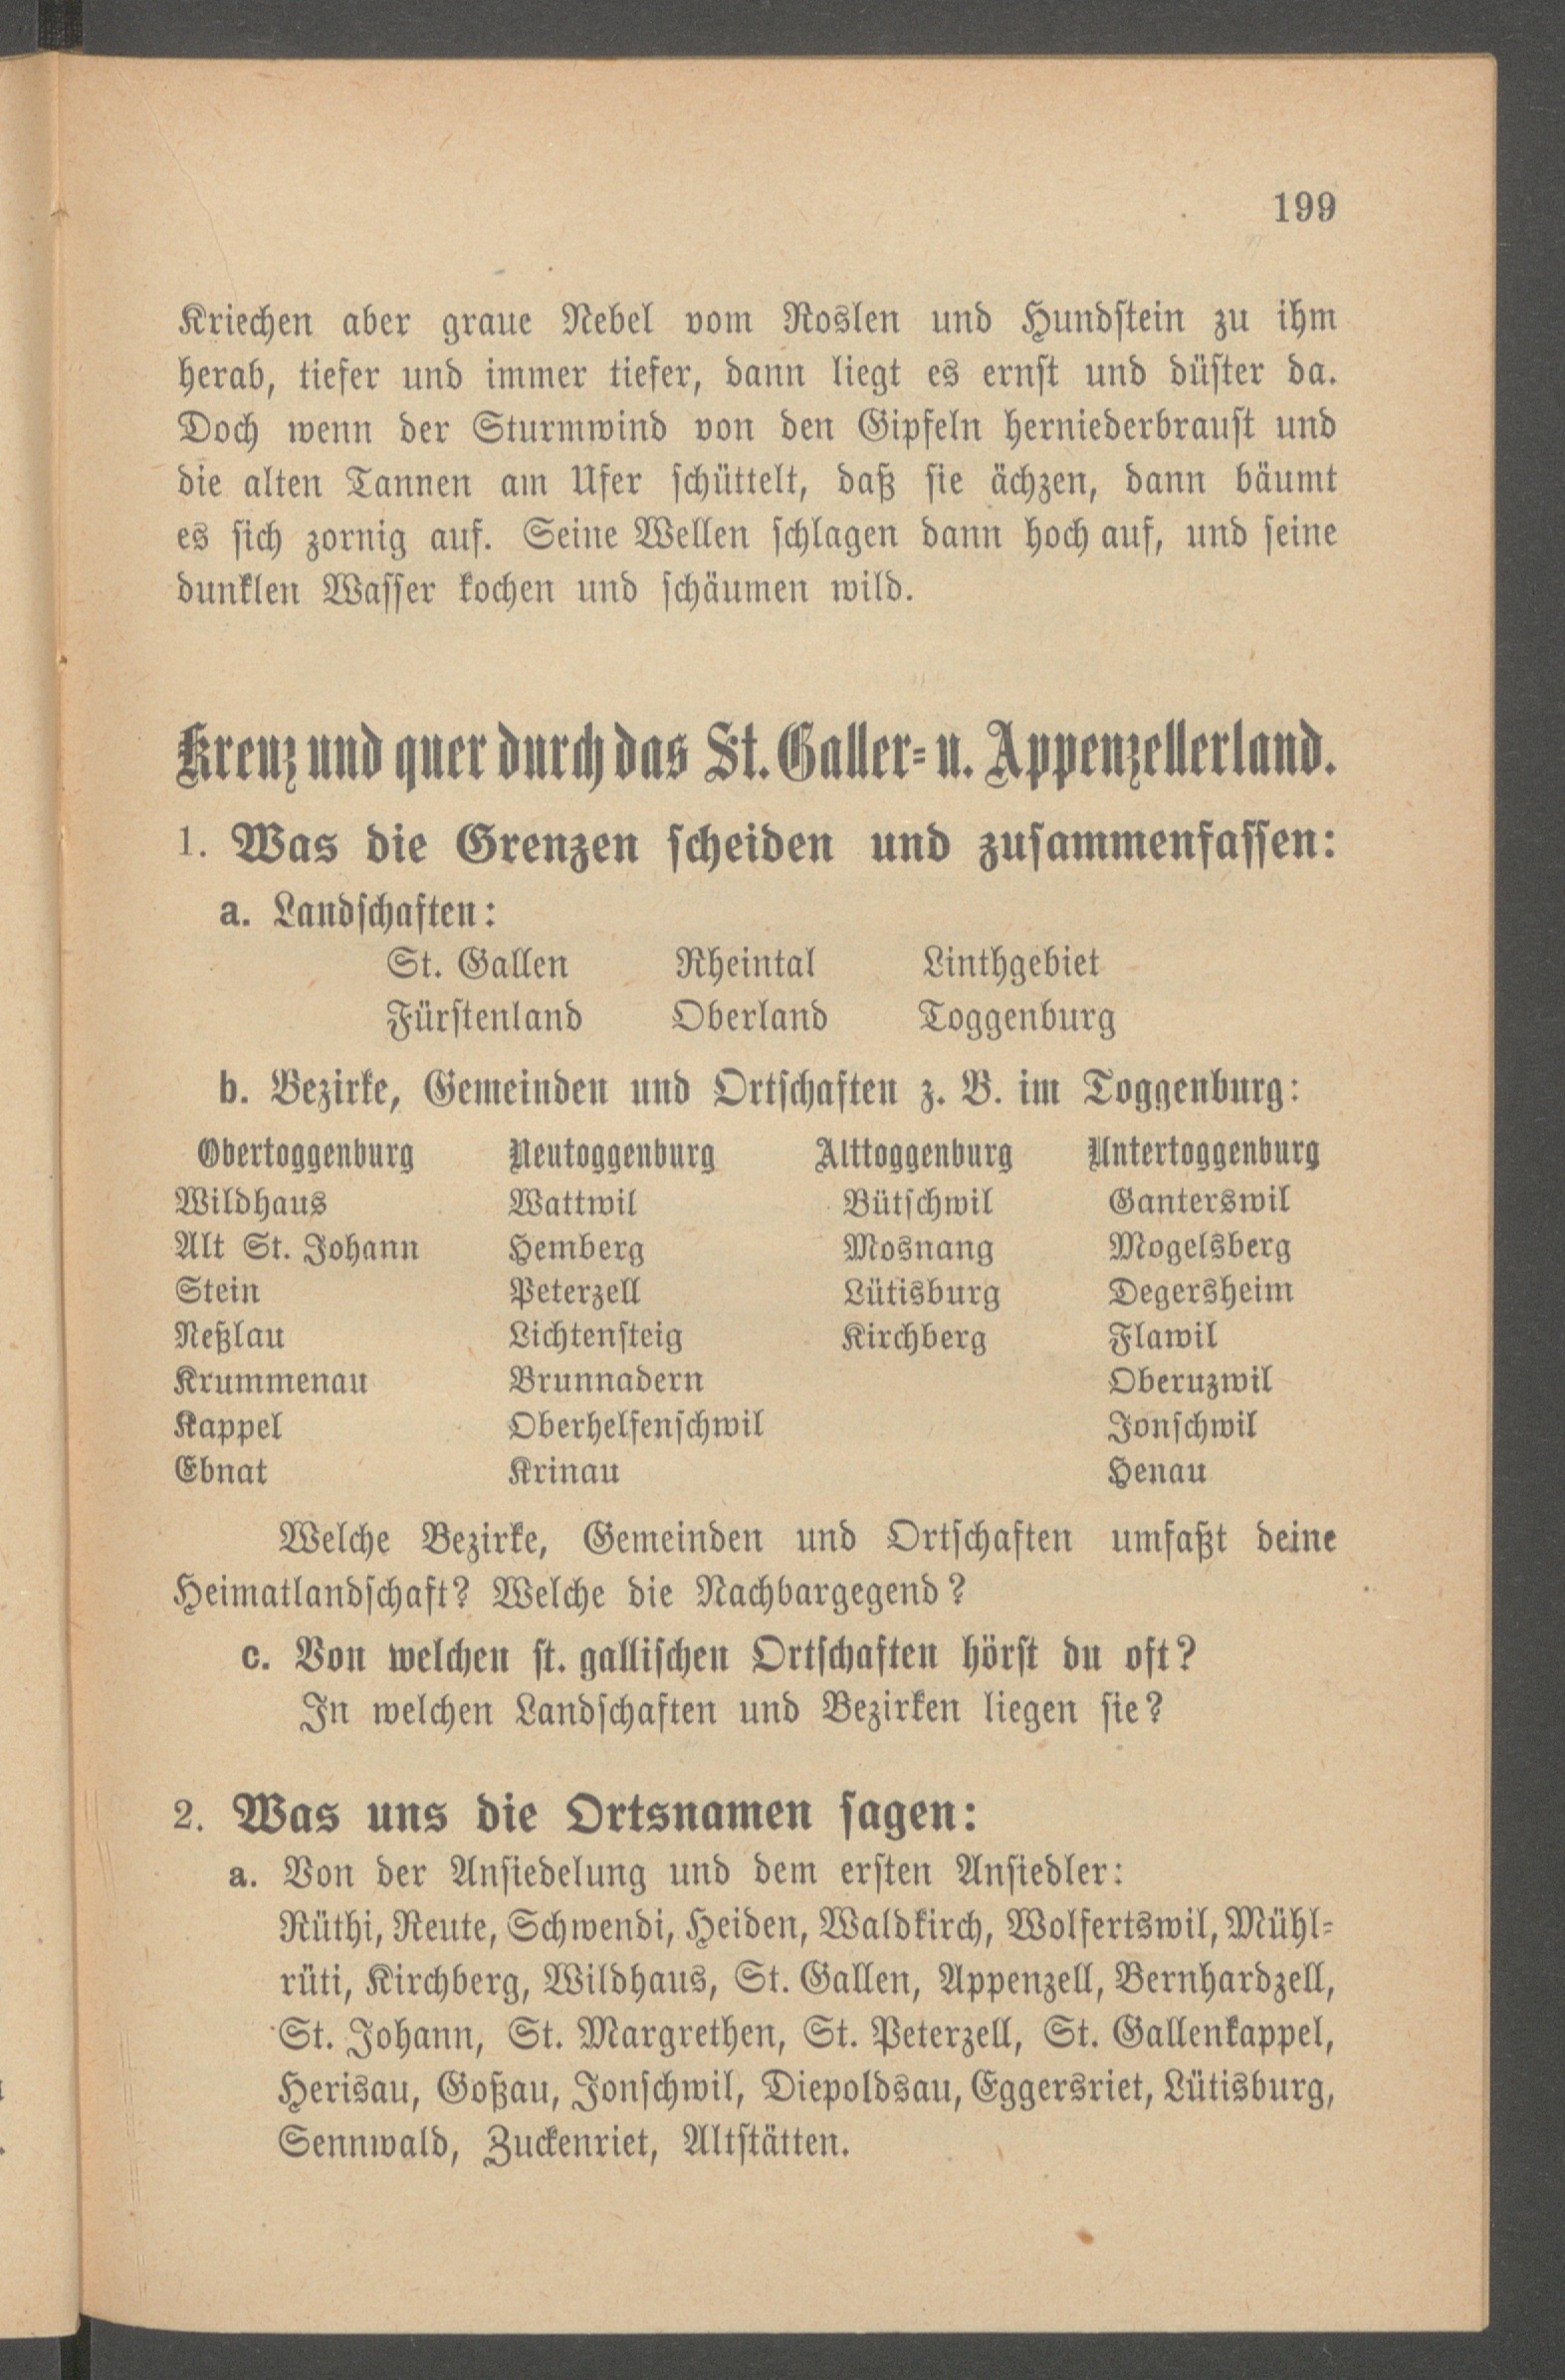 199
Kriechen aber graue Nebel vom Roslen und Hundstein zu ihm
herab, tiefer und immer tiefer, dann liegt es ernst und düster da.
Doch wenn der Sturmwind von den Gipfeln herniederbraust und
die alten Tannen am Ufer schüttelt, daß sie ächzen, dann bäumt
es sich zornig auf. Seine Wellen schlagen dann hoch auf, und seine
dunklen Wasser kochen und schäumen wild.
Kreuz und quer durch das St. Galler- u. Appenzellerland.
1. Was die Grenzen scheiden und zusammenfassen:
a. Landschaften:
St. Gallen Rheintal Linthgebiet
Fürstenland Oberland Toggenburg
b. Bezirke, Gemeinden und Ortschaften z. B. im Toggenburg:
Obertoggenburg Neutoggenburg Alttoggenburg Untertoggenburg
Wildhaus Wattwil Bütschwil Ganterswil
Alt St. Johann Hemberg Mosnang Mogelsberg
Stein Peterzell Lütisburg Degersheim
Neßlau Lichtensteig Kirchberg Flawil
Krummenau Brunnadern Oberuzwil
Kappel Oberhelfenschwil Jonschwil
Ebnat Krinau Henau
Welche Bezirke, Gemeinden und Ortschaften umfaßt deine
Heimatlandschaft? Welche die Nachbargegend?
c. Von welchen st. gallischen Ortschaften hörst du oft?
In welchen Landschaften und Bezirken liegen sie?
2. Was uns die Ortsnamen sagen:
a. Von der Ansiedelung und dem ersten Ansiedler:
Rüthi, Reute, Schwendi, Heiden, Waldkirch, Wolfertswil, Mühl-
rüti, Kirchberg, Wildhaus, St. Gallen, Appenzell, Bernhardzell,
St. Johann, St. Margrethen, St. Peterzell, St. Gallenkappel,
Herisau, Goßau, Jonschwil, Diepoldsau, Eggersriet, Lütisburg,
Sennwald, Zuckenriet, Altstätten.